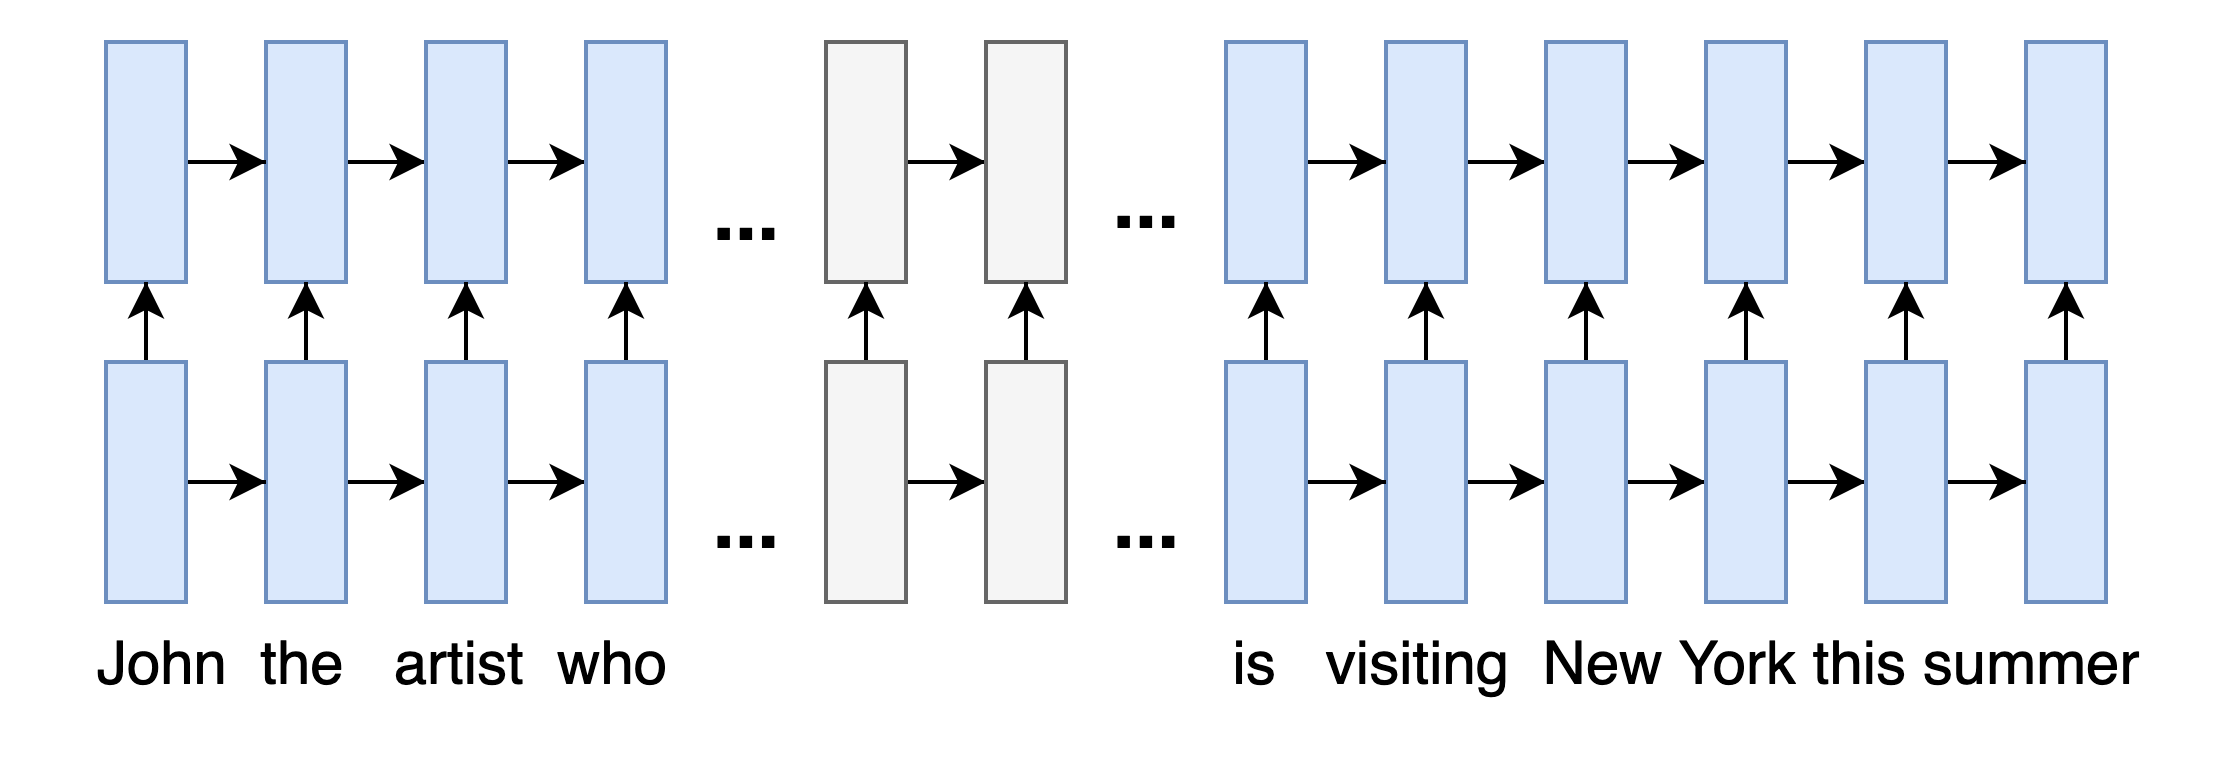 ... ...
... ...
John the artist who is visiting New York this summer